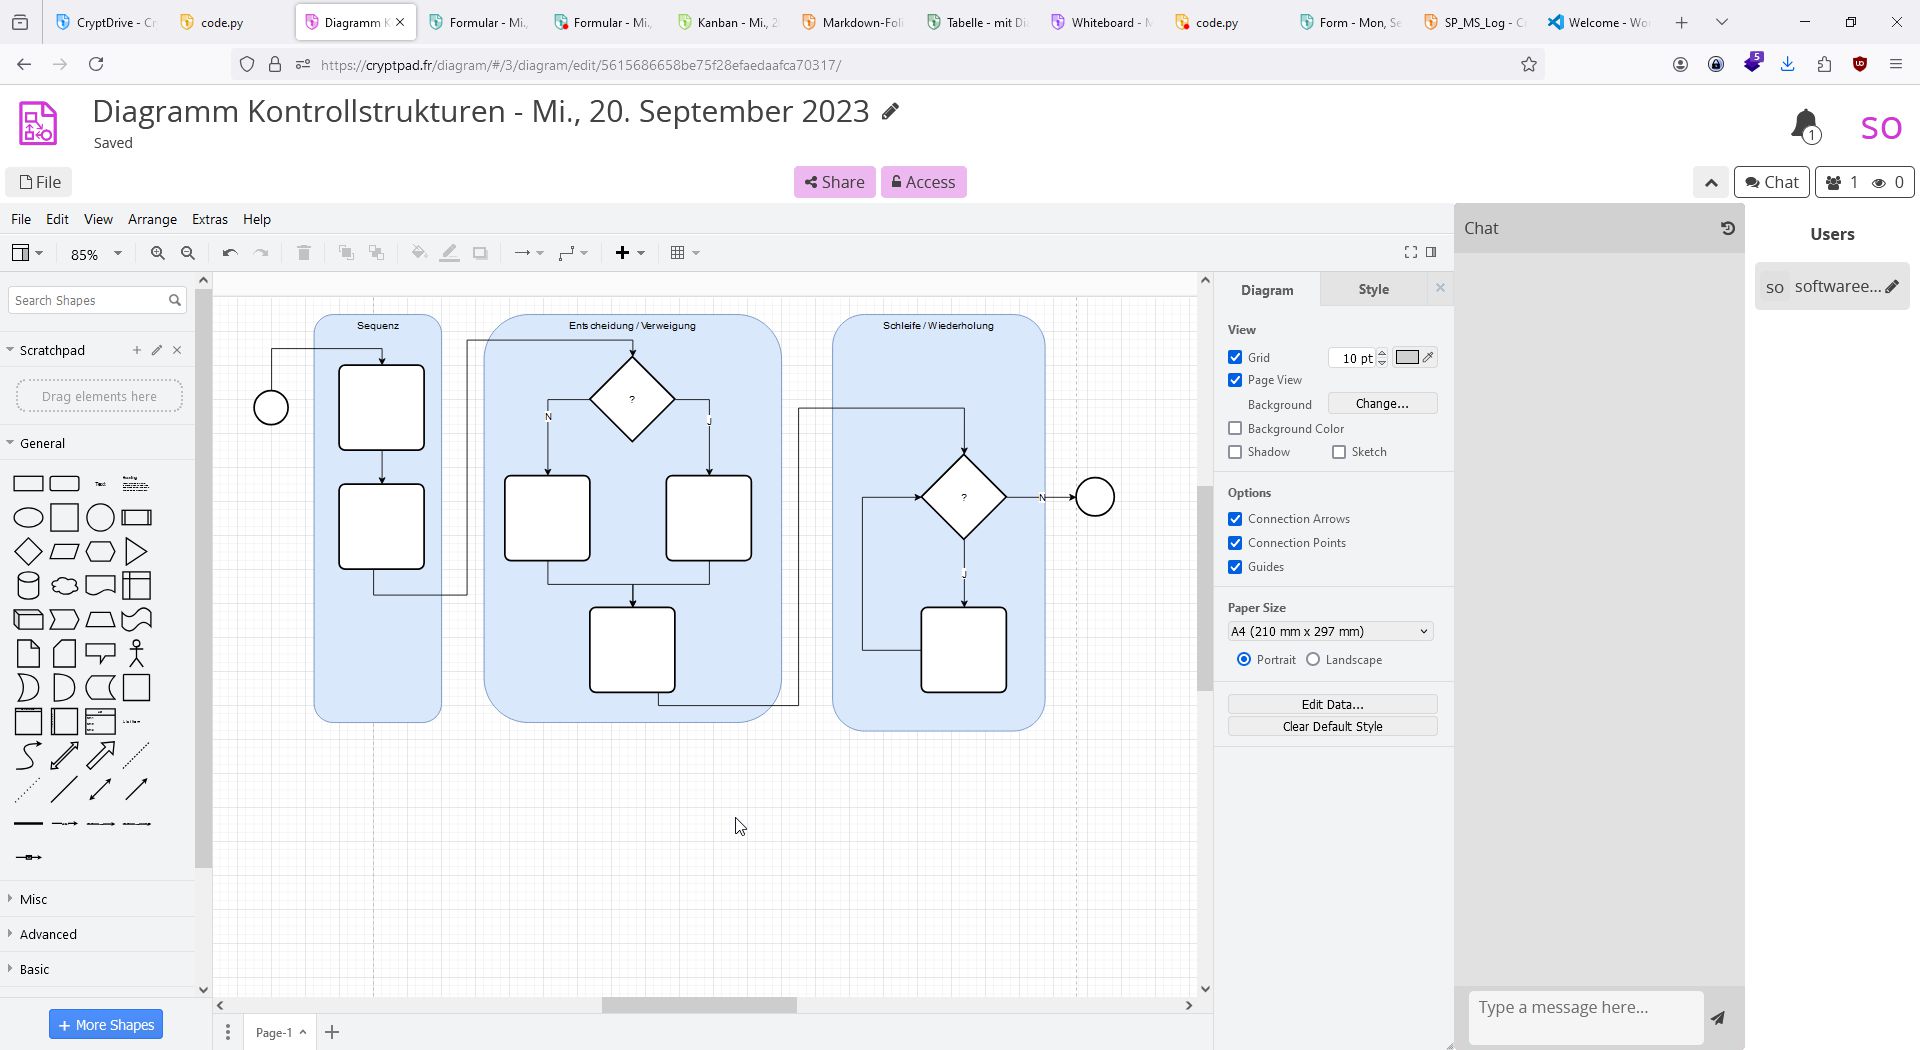 CryptDrive - Cr
code.py
Diagramm K
Formular - Mi.,
Formular - Mi.,
Kanban - Mi., 2
Markdown-Foli
Tabelle - mit Di
Whiteboard - M
code.py
Form - Mon, Se
SP_MS_Log - C
Welcome - Wo
https://cryptpad.fr/diagram/#/3/diagram/edit/5615686658be75f28efaedaafca70317/
5
Diagramm Kontrollstrukturen - Mi., 20. September 2023
Saved
1
SO
File
Share
Access
Chat
1
0
File
Edit
View
Arrange
Extras
Help
85%
Search Shapes
Scratchpad
Drag elements here
General
Text
Heading
List Item
Misc
Advanced
Basic
+ More Shapes
Sequenz
Entscheidung / Verweigung
?
N
J
Schleife / Wiederholung
?
N
J
Page-1
Diagram
Style
View
Grid
10 pt
Page View
Background
Change...
Background Color
Shadow
Sketch
Options
Connection Arrows
Connection Points
Guides
Paper Size
A4 (210 mm x 297 mm)
Portrait
Landscape
Edit Data...
Clear Default Style
Chat
Type a message here...
Users
so
softwaree...